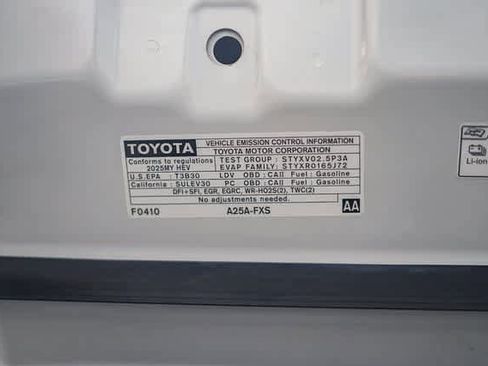 TOYOTA
VEHICLE EMISSION CONTROL INFORMATION
TOYOTA MOTOR CORPORATION
Conforms to regulations
2025MY HEV
TEST GROUP : STYXV02.5P3A
EVAP FAMILY: STYXR0165J72
U.S.EPA : T3B30 LDV OBD : CAII Fuel : Gasoline
California : SULEV30 PC OBD : CAII Fuel : Gasoline
DFI+SFI, EGR, EGRC, WR-HO2S(2), TWC(2)
No adjustments needed.
F0410 A25A-FXS AA
Li-ion